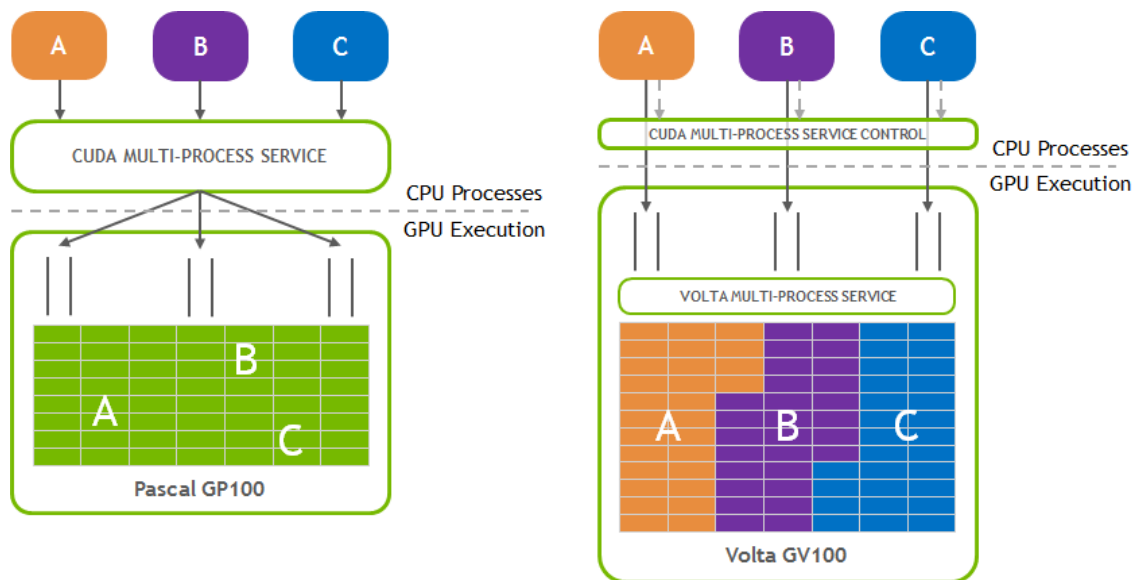 A
B
C
CUDA MULTI-PROCESS SERVICE
CPU Processes
GPU Execution
B
A
C
Pascal GP100
A
B
C
CUDA MULTI-PROCESS SERVICE CONTROL
CPU Processes
GPU Execution
VOLTA MULTI-PROCESS SERVICE
A
B
C
Volta GV100